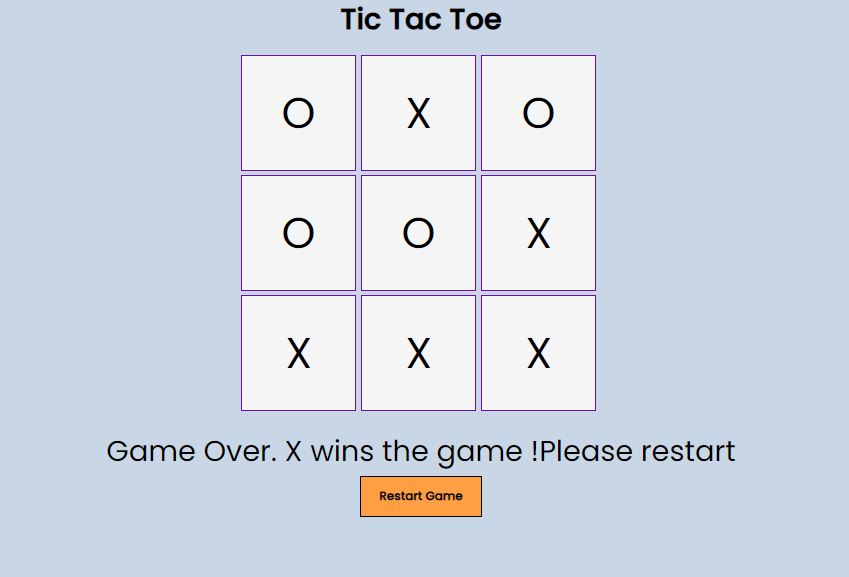 Tic Tac Toe
O X O
O O X
X X X
Game Over. X wins the game !Please restart
Restart Game